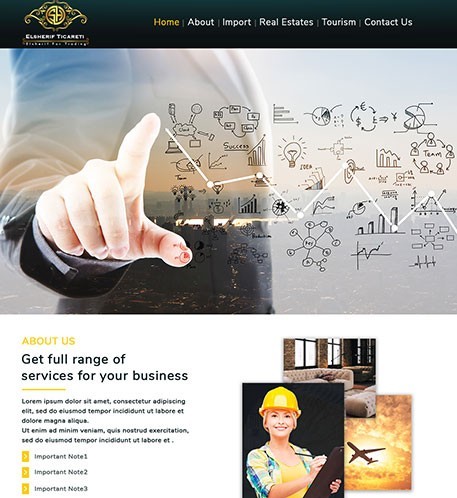 ELSHERIF TICARETI
Elsherif For Trading
Home | About | Import | Real Estates | Tourism | Contact Us
Success
IDEA
Team
ABOUT US
Get full range of
services for your business
Lorem ipsum dolor sit amet, consectetur adipiscing
elit, sed do eiusmod tempor incididunt ut labore et
dolore magna aliqua.
Ut enim ad minim veniam, quis nostrud exercitation,
sed do eiusmod tempor incididunt ut labore et .
Important Note1
Important Note2
Important Note3